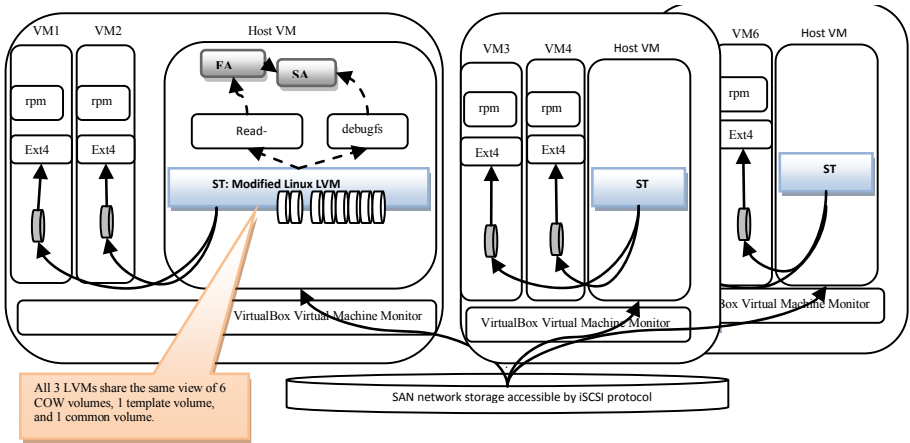 VM1
VM2
Host VM
rpm
rpm
Ext4
Ext4
FA
SA
Read-
debugfs
ST: Modified Linux LVM
VirtualBox Virtual Machine Monitor
VM3
VM4
Host VM
rpm
rpm
Ext4
Ext4
ST
VirtualBox Virtual Machine Monitor
VM6
Host VM
rpm
Ext4
ST
Box Virtual Machine Monitor
All 3 LVMs share the same view of 6
COW volumes, 1 template volume,
and 1 common volume.
SAN network storage accessible by iSCSI protocol